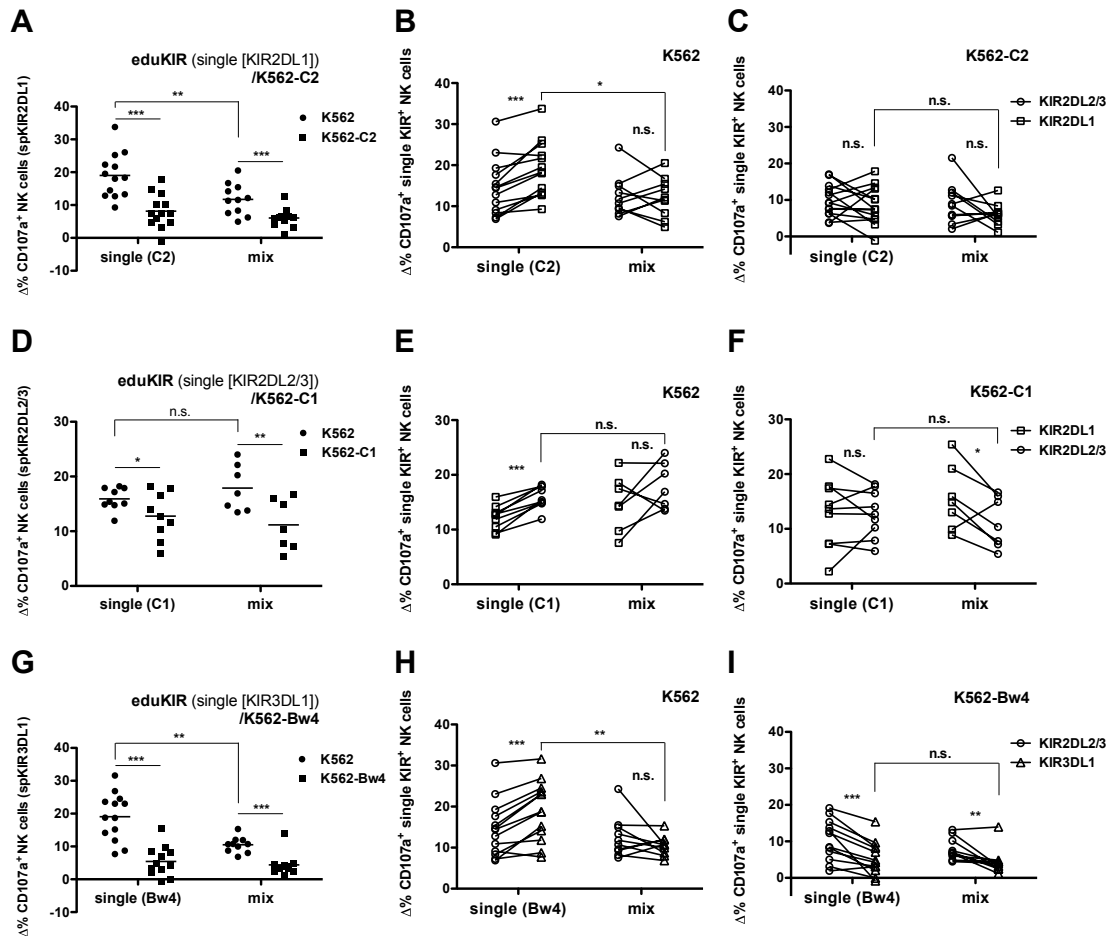 A
eduKIR (single [KIR2DL1])
/K562-C2
Δ% CD107a⁺ NK cells (spKIR2DL1)
40
30
20
10
0
-10
**
***
***
K562
K562-C2
single (C2)
mix
B
K562
Δ% CD107a⁺ single KIR⁺ NK cells
40
30
20
10
0
***
*
n.s.
single (C2)
mix
C
K562-C2
Δ% CD107a⁺ single KIR⁺ NK cells
40
30
20
10
0
n.s.
n.s.
n.s.
KIR2DL2/3
KIR2DL1
single (C2)
mix
D
eduKIR (single [KIR2DL2/3])
/K562-C1
Δ% CD107a⁺ NK cells (spKIR2DL2/3)
30
20
10
0
n.s.
*
**
K562
K562-C1
single (C1)
mix
E
K562
Δ% CD107a⁺ single KIR⁺ NK cells
30
20
10
0
n.s.
***
n.s.
single (C1)
mix
F
K562-C1
Δ% CD107a⁺ single KIR⁺ NK cells
30
20
10
0
n.s.
n.s.
*
KIR2DL1
KIR2DL2/3
single (C1)
mix
G
eduKIR (single [KIR3DL1])
/K562-Bw4
Δ% CD107a⁺ NK cells (spKIR3DL1)
40
30
20
10
0
-10
**
***
***
K562
K562-Bw4
single (Bw4)
mix
H
K562
Δ% CD107a⁺ single KIR⁺ NK cells
40
30
20
10
0
***
**
n.s.
single (Bw4)
mix
I
K562-Bw4
Δ% CD107a⁺ single KIR⁺ NK cells
40
30
20
10
0
n.s.
***
**
KIR2DL2/3
KIR3DL1
single (Bw4)
mix